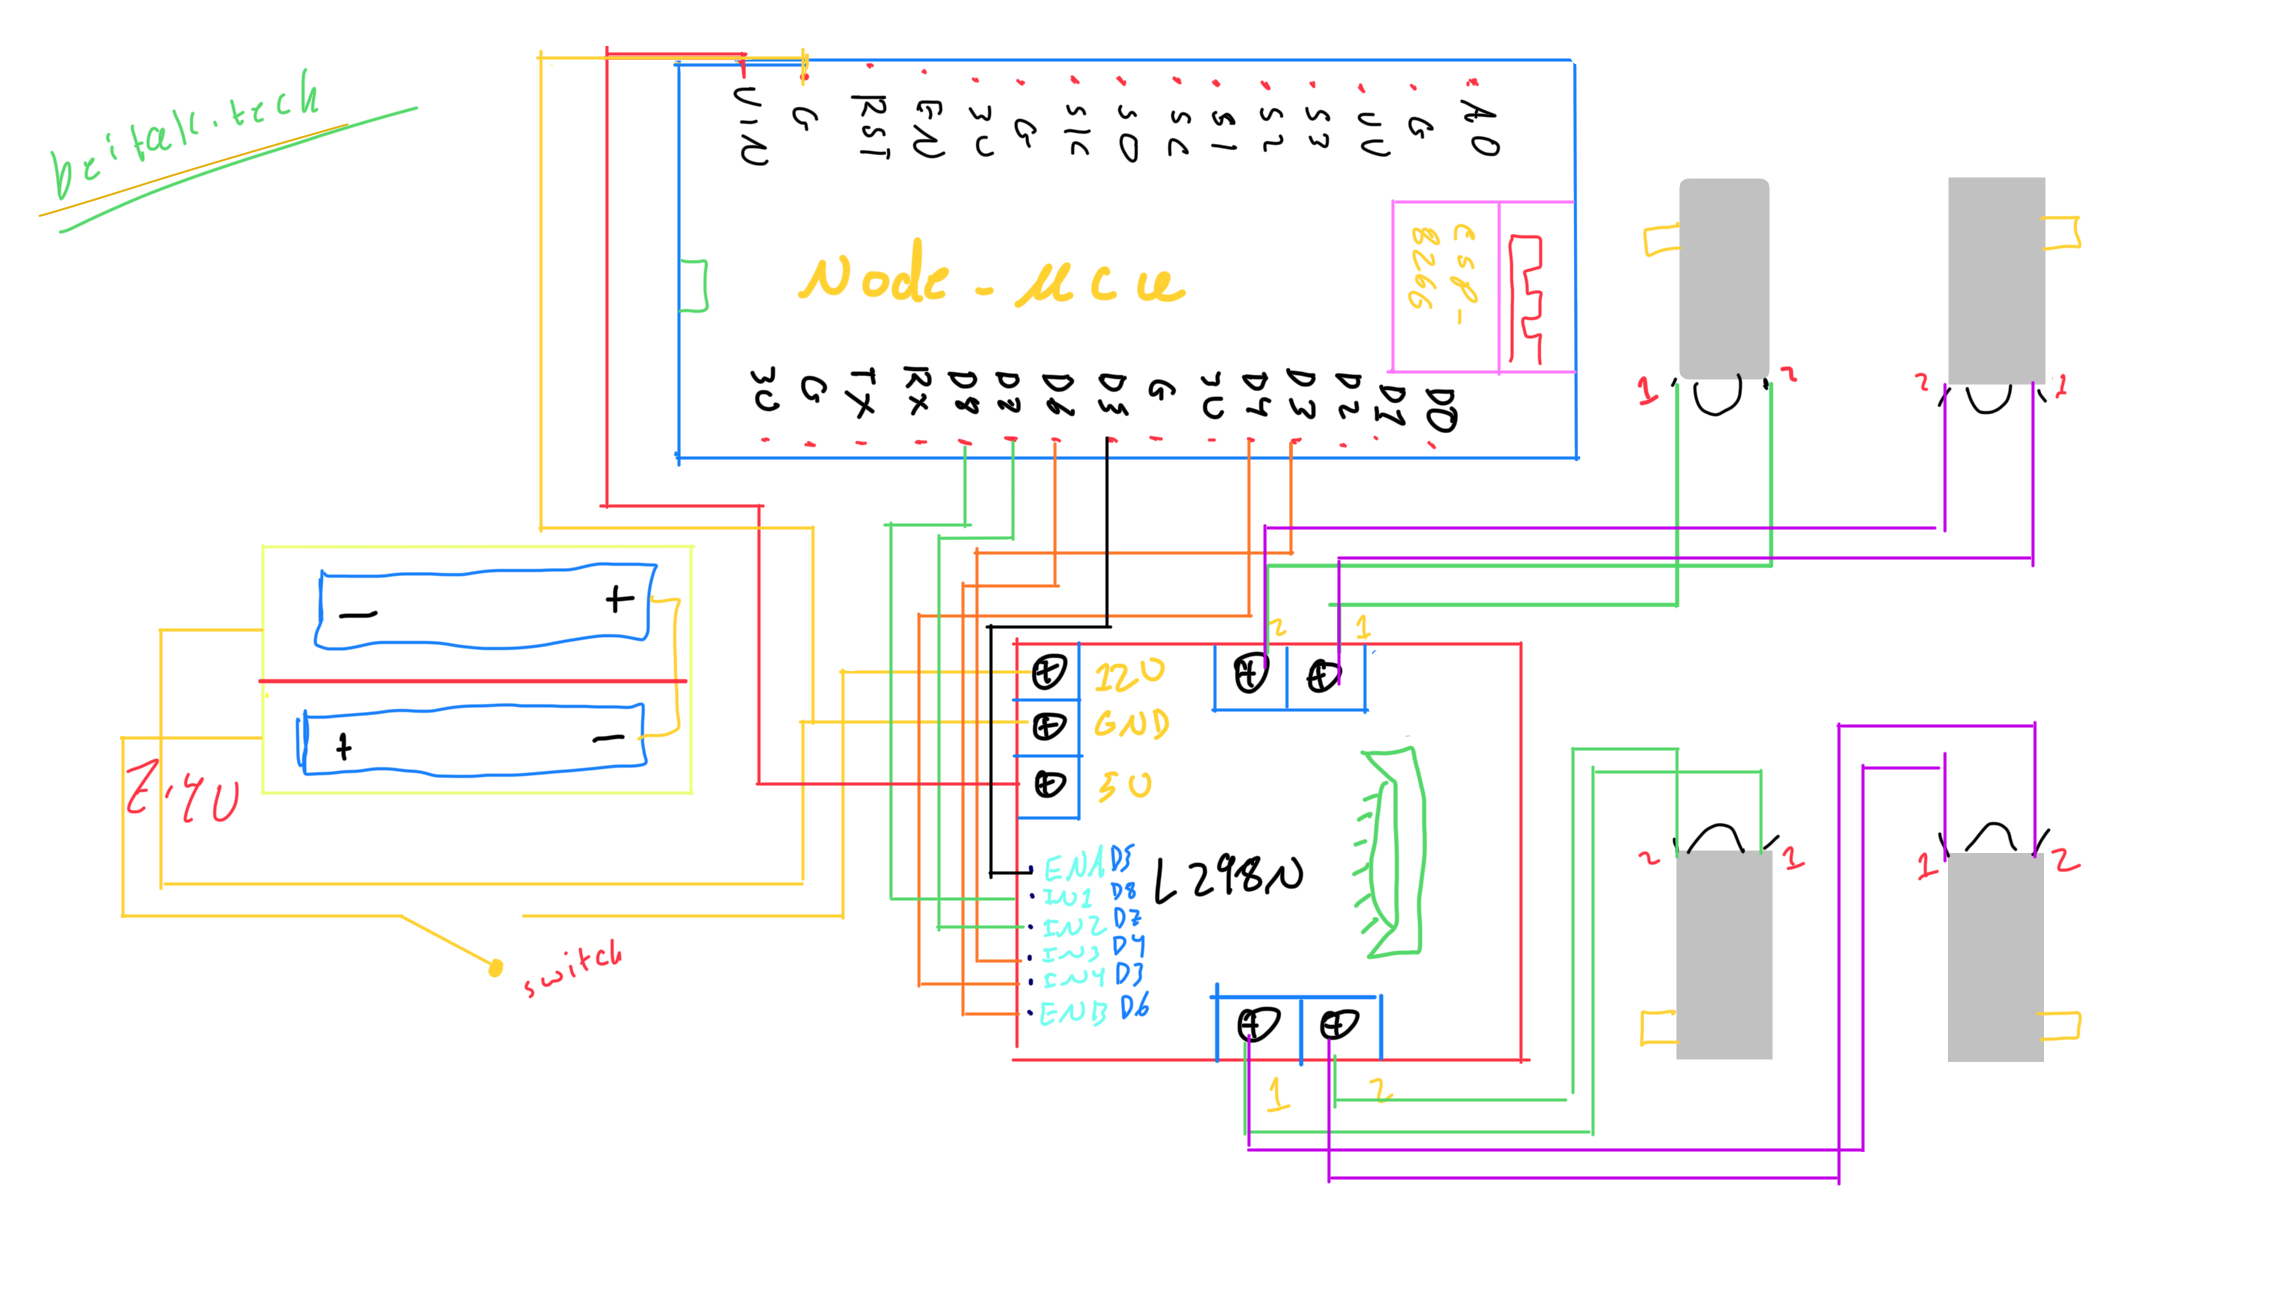 britalk.tech
VIN G RST EN 3V G SIC SO SC S1 S2 S3 VV G A0
Node-MCU
ESP-
8266
3V G TX RX D8 D7 D6 D5 G 3V D4 D3 D2 D1 D0
1 2
2 1
- +
+ -
7.4V
switch
2 1
12V
GND
5V
ENA D5
IN1 D8
IN2 D7
IN3 D4
IN4 D3
ENB D6
L298N
1 2
2 1
1 2